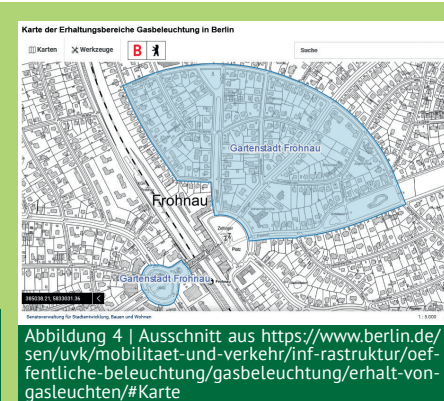 Karte der Erhaltungsbereiche Gasbeleuchtung in Berlin
Karten Werkzeuge B Suche
Gartenstadt Frohnau
Frohnau
Zeltinger
Platz
Gartenstadt Frohnau
385038.21, 5833031.36
Senatsverwaltung für Stadtentwicklung, Bauen und Wohnen 1 : 5.000
Abbildung 4 | Ausschnitt aus https://www.berlin.de/
sen/uvk/mobilitaet-und-verkehr/inf-rastruktur/oef-
fentliche-beleuchtung/gasbeleuchtung/erhalt-von-
gasleuchten/#Karte